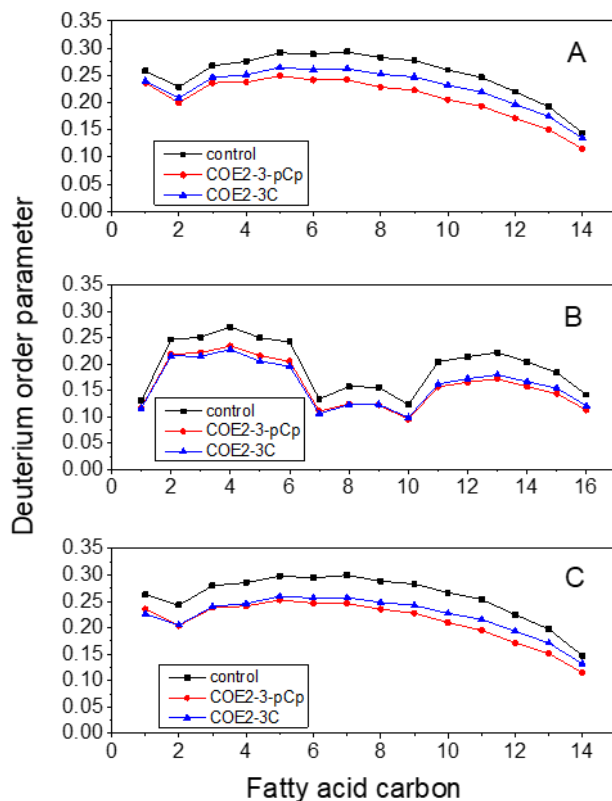 Deuterium order parameter
0.35
A
0.30
0.25
0.20
0.15
0.10
0.05
0.00
control
COE2-3-pCp
COE2-3C
0 2 4 6 8 10 12 14
0.35
B
0.30
0.25
0.20
0.15
0.10
0.05
0.00
control
COE2-3-pCp
COE2-3C
0 2 4 6 8 10 12 14 16
0.35
C
0.30
0.25
0.20
0.15
0.10
0.05
0.00
control
COE2-3-pCp
COE2-3C
0 2 4 6 8 10 12 14
Fatty acid carbon